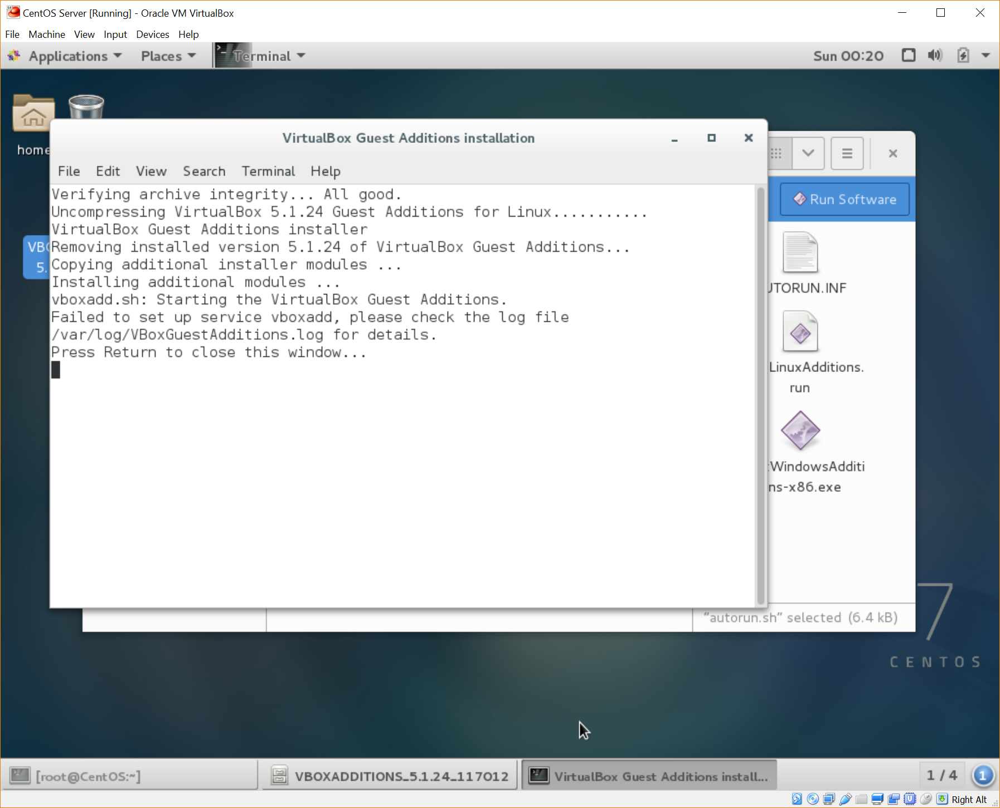 CentOS Server [Running] - Oracle VM VirtualBox
File Machine View Input Devices Help
Applications Places Terminal Sun 00:20
home
VirtualBox Guest Additions installation
File Edit View Search Terminal Help
Verifying archive integrity... All good.
Uncompressing VirtualBox 5.1.24 Guest Additions for Linux...........
VirtualBox Guest Additions installer
Removing installed version 5.1.24 of VirtualBox Guest Additions...
Copying additional installer modules ...
Installing additional modules ...
vboxadd.sh: Starting the VirtualBox Guest Additions.
Failed to set up service vboxadd, please check the log file
/var/log/VBoxGuestAdditions.log for details.
Press Return to close this window...
VBO
5.
Run Software
UTORUN.INF
LinuxAdditions.
run
WindowsAdditi
ns-x86.exe
"autorun.sh" selected (6.4 kB)
7
CENTOS
[root@CentOS:~]
VBOXADDITIONS_5.1.24_117012
VirtualBox Guest Additions install...
1 / 4
1
Right Alt